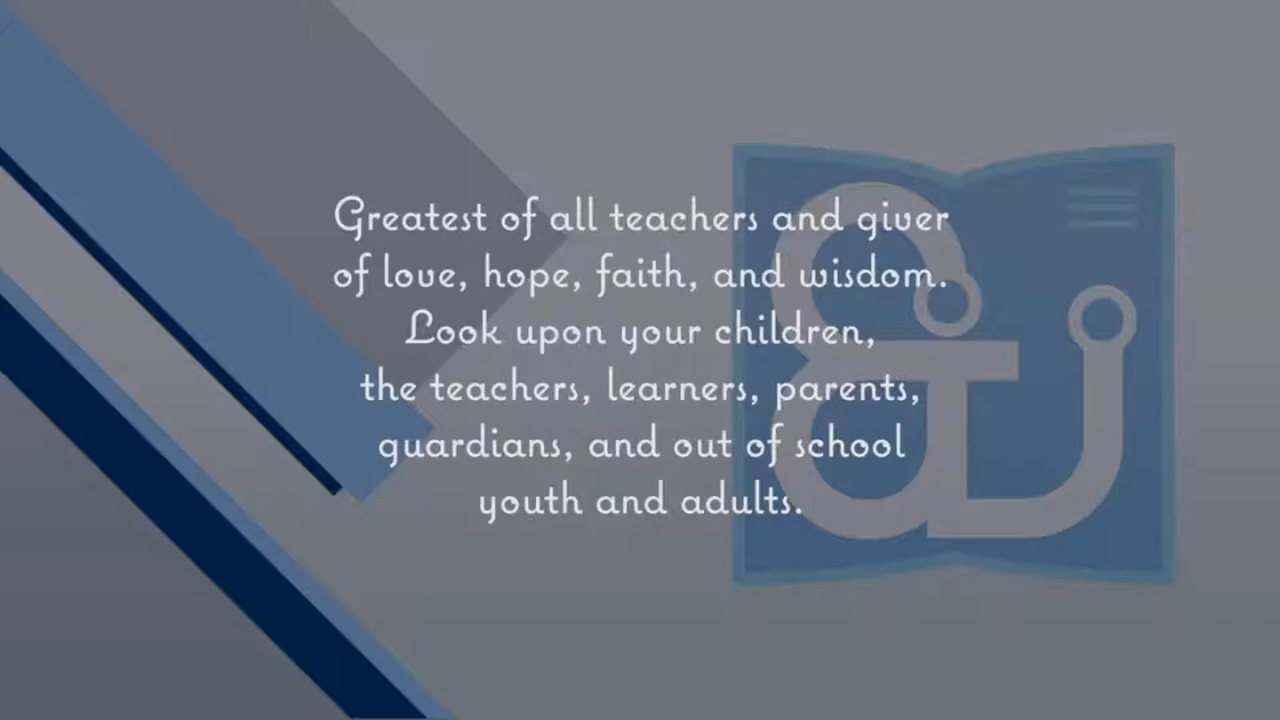 Greatest of all teachers and giver
of love, hope, faith, and wisdom.
Look upon your children,
the teachers, learners, parents,
guardians, and out of school
youth and adults.